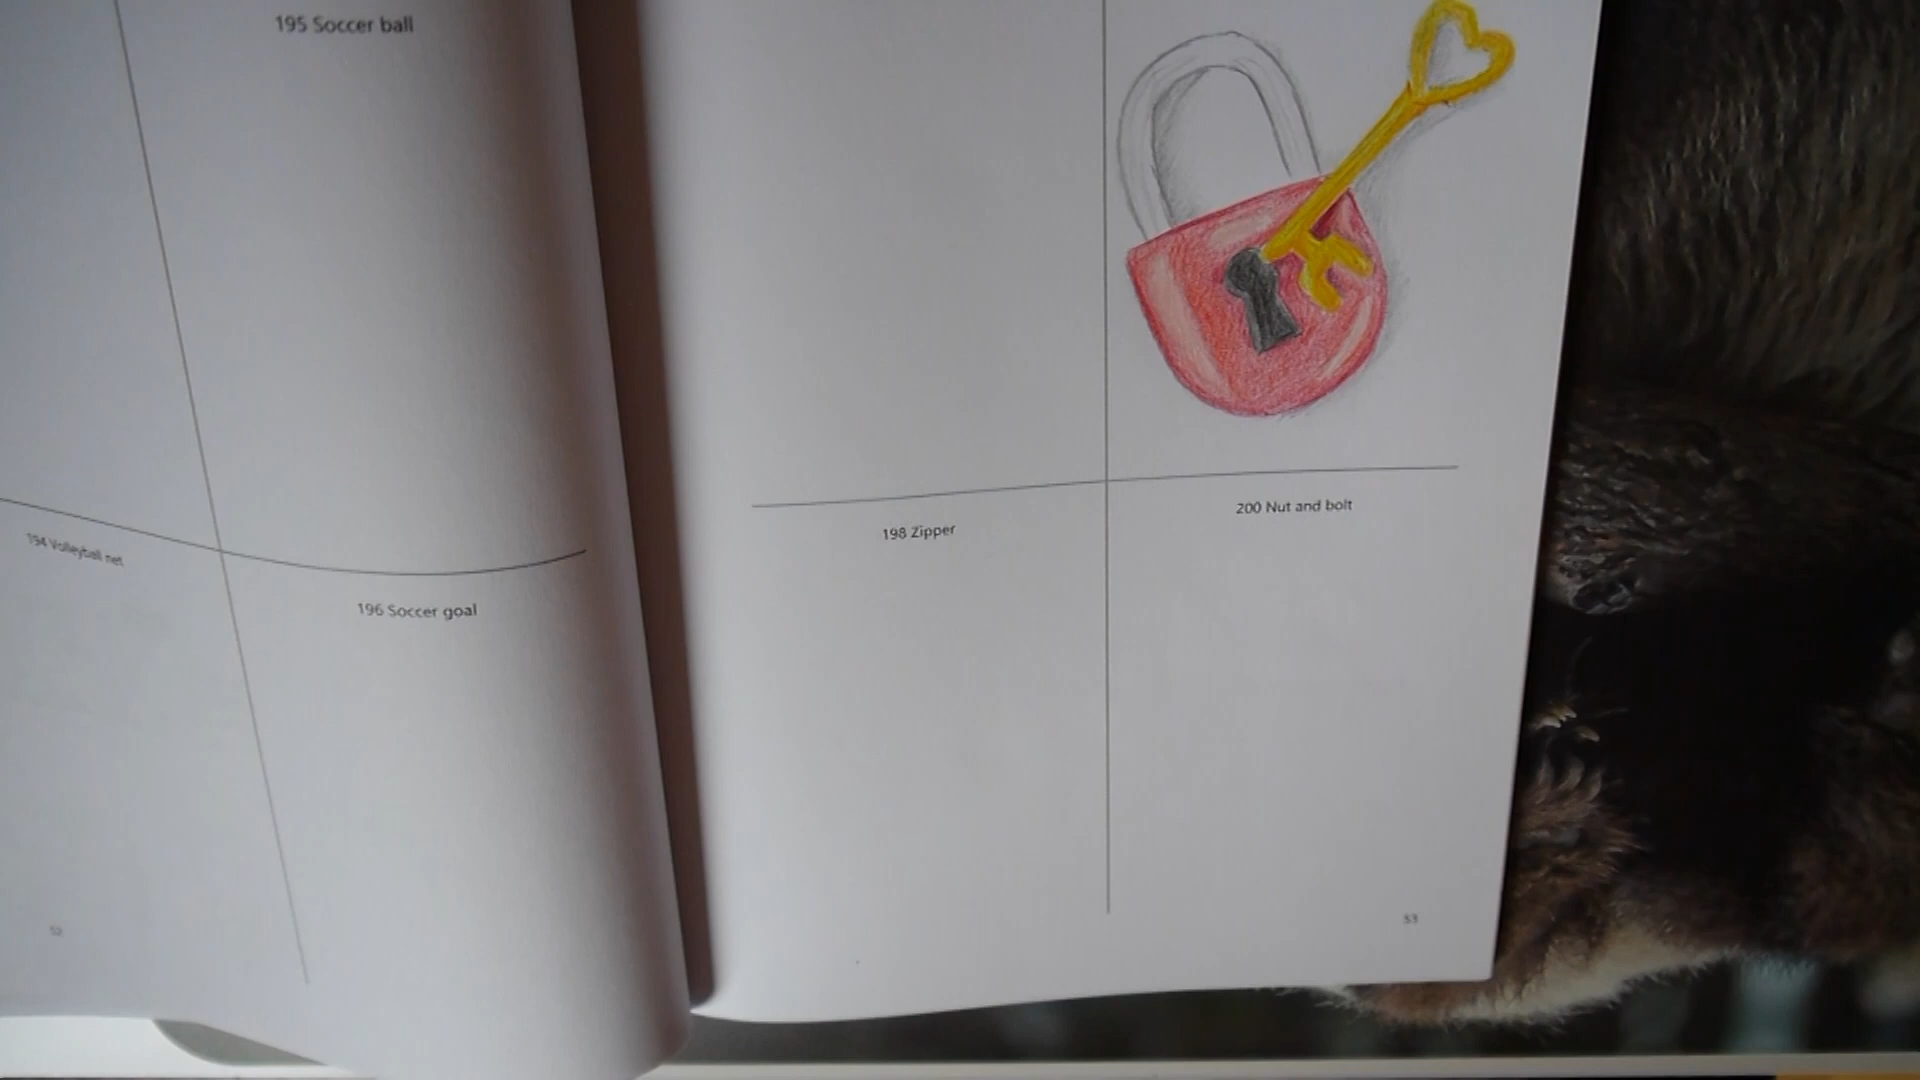 195 Soccer ball
194 Volleyball net
196 Soccer goal
52
198 Zipper
200 Nut and bolt
53